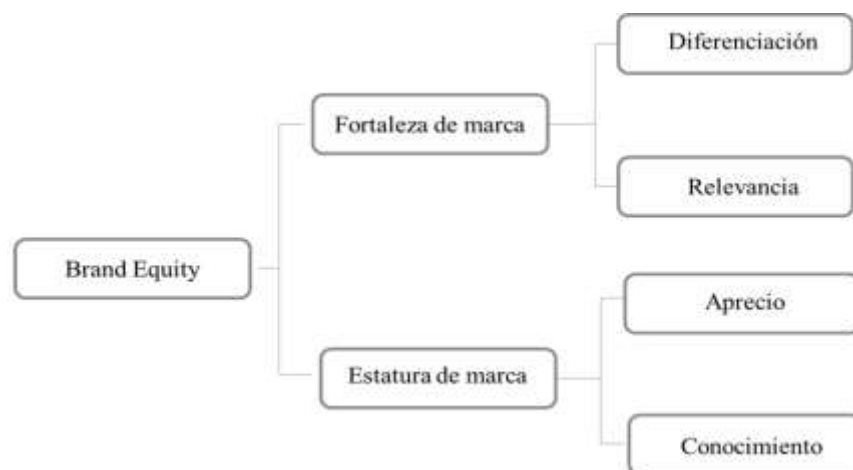 Diferenciación
Fortaleza de marca
Relevancia
Brand Equity
Aprecio
Estatura de marca
Conocimiento